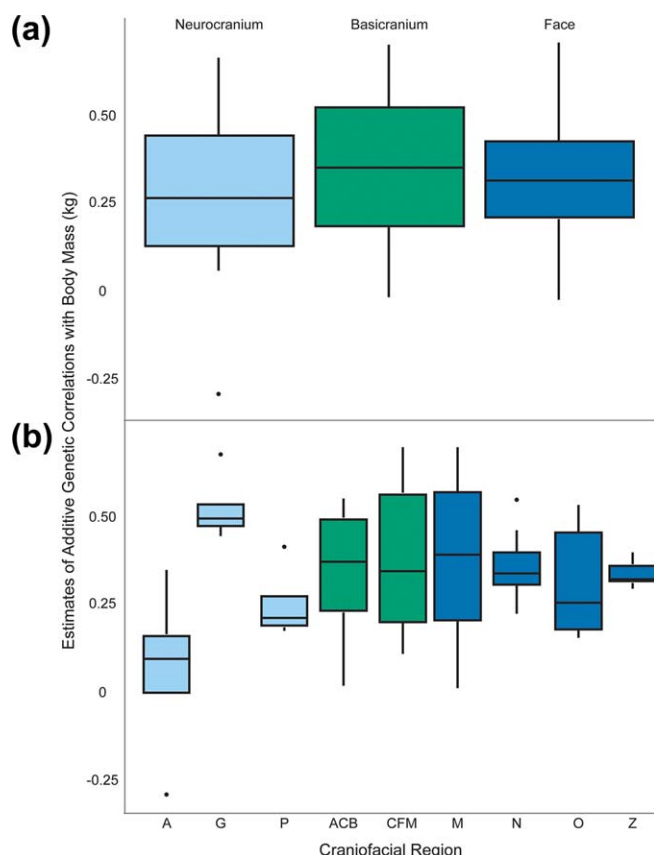 (a)
Neurocranium Basicranium Face
0.50
0.25
0
-0.25
Estimates of Additive Genetic Correlations with Body Mass (kg)
(b)
0.50
0.25
0
-0.25
A G P ACB CFM M N O Z
Craniofacial Region